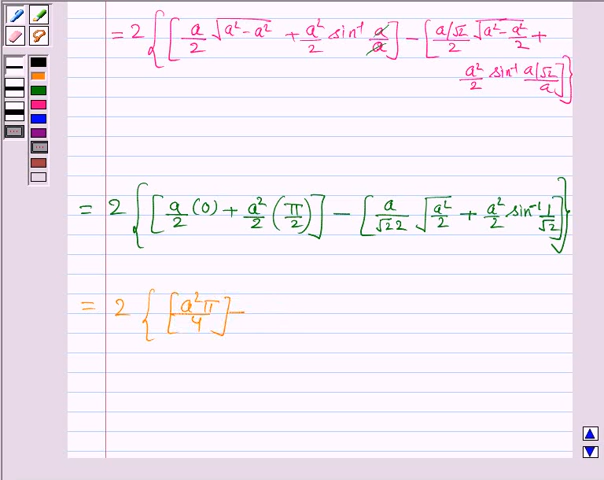 = 2 { [ a/2 √(a² - a²) + a²/2 sin⁻¹ a/a ] - [ (a/√2)/2 √(a² - a²/2) +
a²/2 sin⁻¹ (a/√2)/a ] }
= 2 { [ a/2 (0) + a²/2 (π/2) ] - [ a/(√2 2) √(a²/2) + a²/2 sin⁻¹ 1/√2 ] }
= 2 { [ a²π/4 ] -